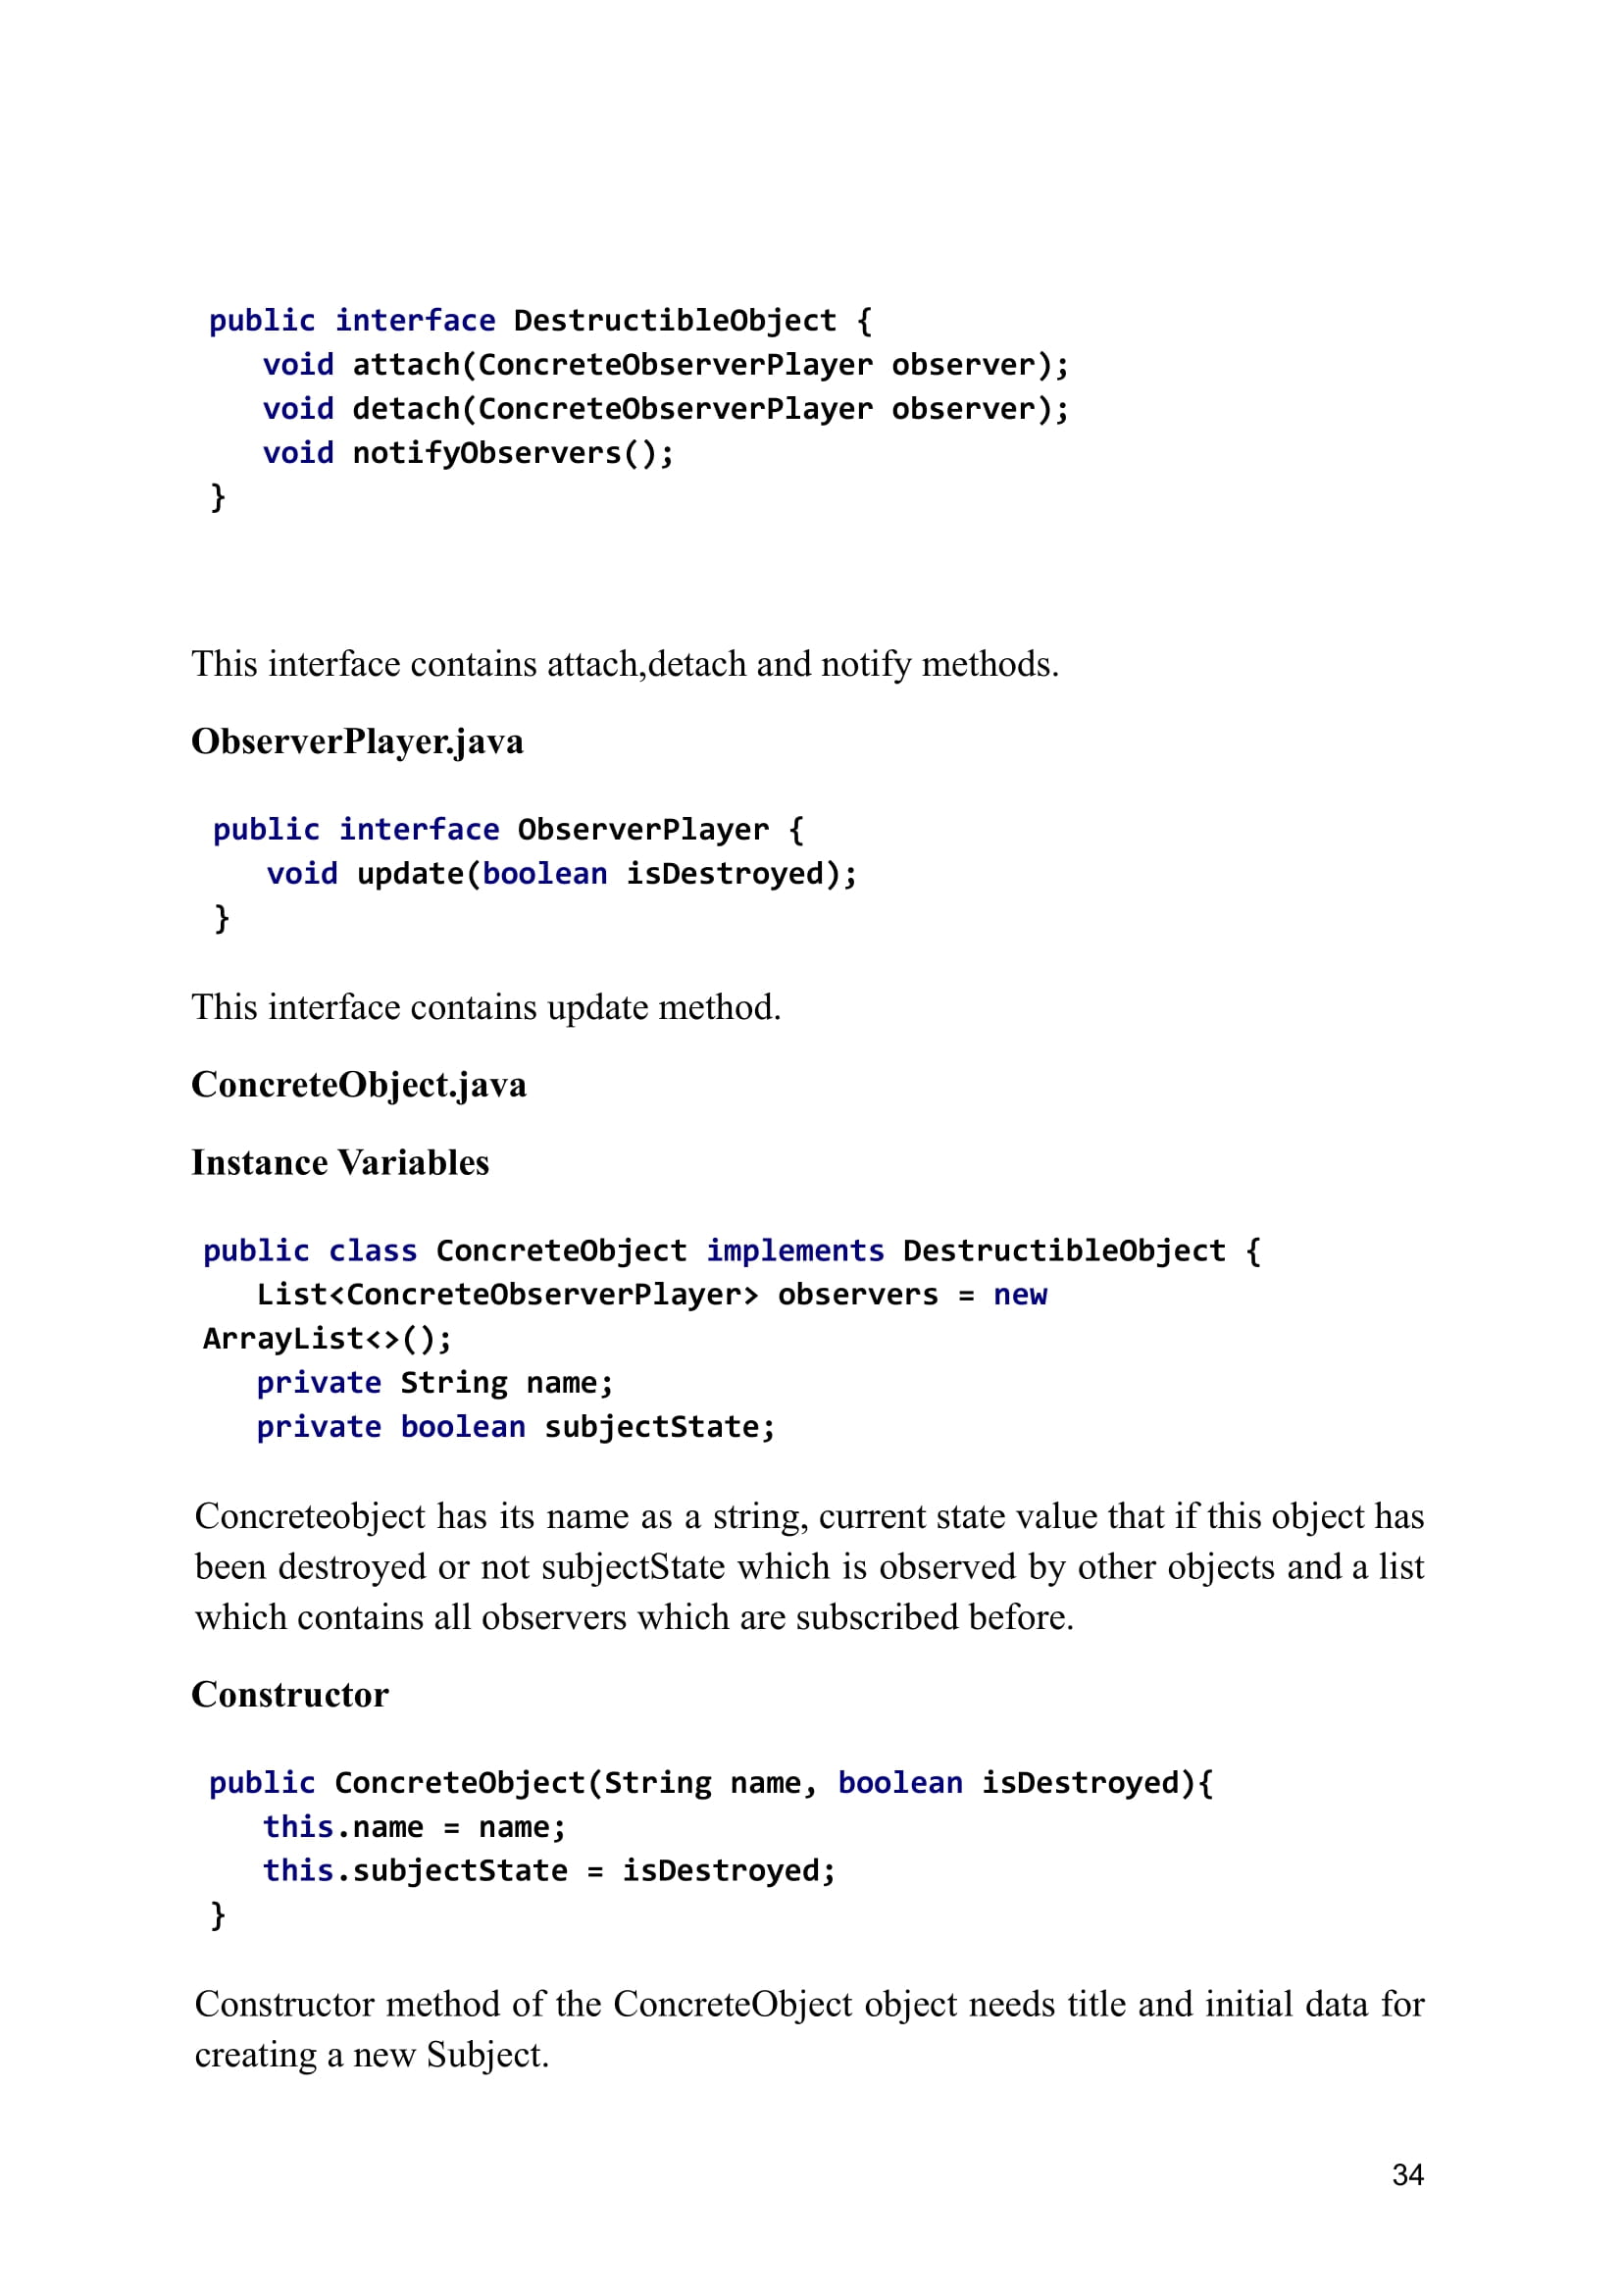 public interface DestructibleObject {
   void attach(ConcreteObserverPlayer observer);
   void detach(ConcreteObserverPlayer observer);
   void notifyObservers();
}
This interface contains attach,detach and notify methods.
ObserverPlayer.java
public interface ObserverPlayer {
   void update(boolean isDestroyed);
}
This interface contains update method.
ConcreteObject.java
Instance Variables
public class ConcreteObject implements DestructibleObject {
   List<ConcreteObserverPlayer> observers = new
ArrayList<>();
   private String name;
   private boolean subjectState;
Concreteobject has its name as a string, current state value that if this object has
been destroyed or not subjectState which is observed by other objects and a list
which contains all observers which are subscribed before.
Constructor
public ConcreteObject(String name, boolean isDestroyed){
   this.name = name;
   this.subjectState = isDestroyed;
}
Constructor method of the ConcreteObject object needs title and initial data for
creating a new Subject.
34